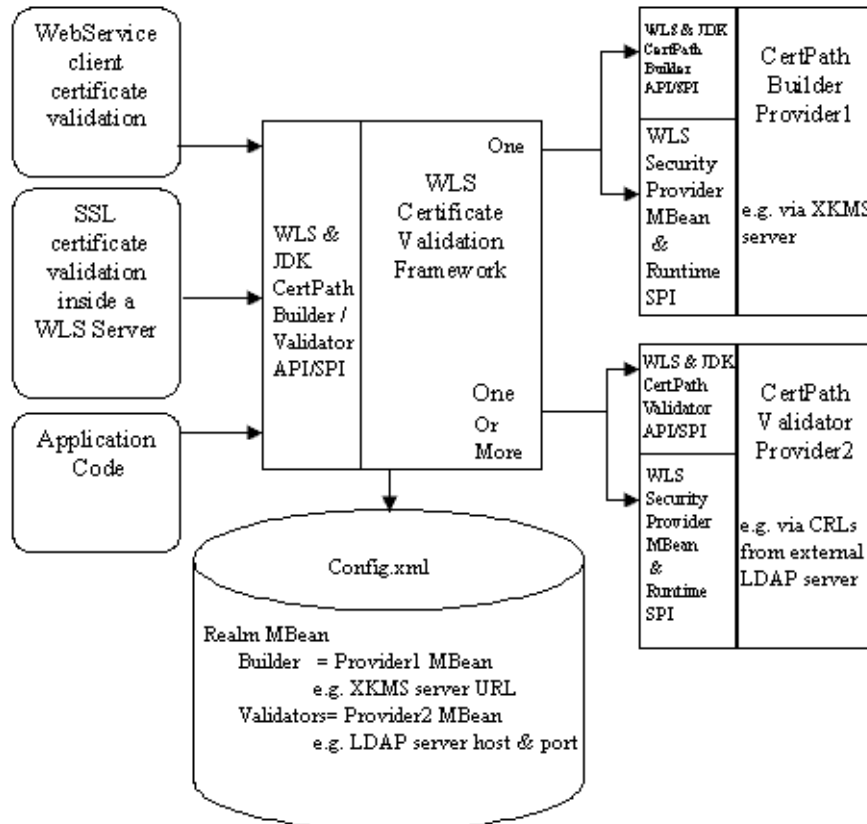 WebService
client
certificate
validation
SSL
certificate
validation
inside a
WLS Server
Application
Code
WLS &
JDK
CertPath
Builder /
Validator
API/SPI
One
WLS
Certificate
Validation
Framework
One
Or
More
WLS & JDK
CertPath
Builder
API/SPI
WLS
Security
Provider
MBean
&
Runtime
SPI
CertPath
Builder
Provider1
e.g. via XKMS
server
WLS & JDK
CertPath
Validator
API/SPI
WLS
Security
Provider
MBean
&
Runtime
SPI
CertPath
Validator
Provider2
e.g. via CRLs
from external
LDAP server
Config.xml
Realm MBean
Builder = Provider1 MBean
e.g. XKMS server URL
Validators= Provider2 MBean
e.g. LDAP server host & port